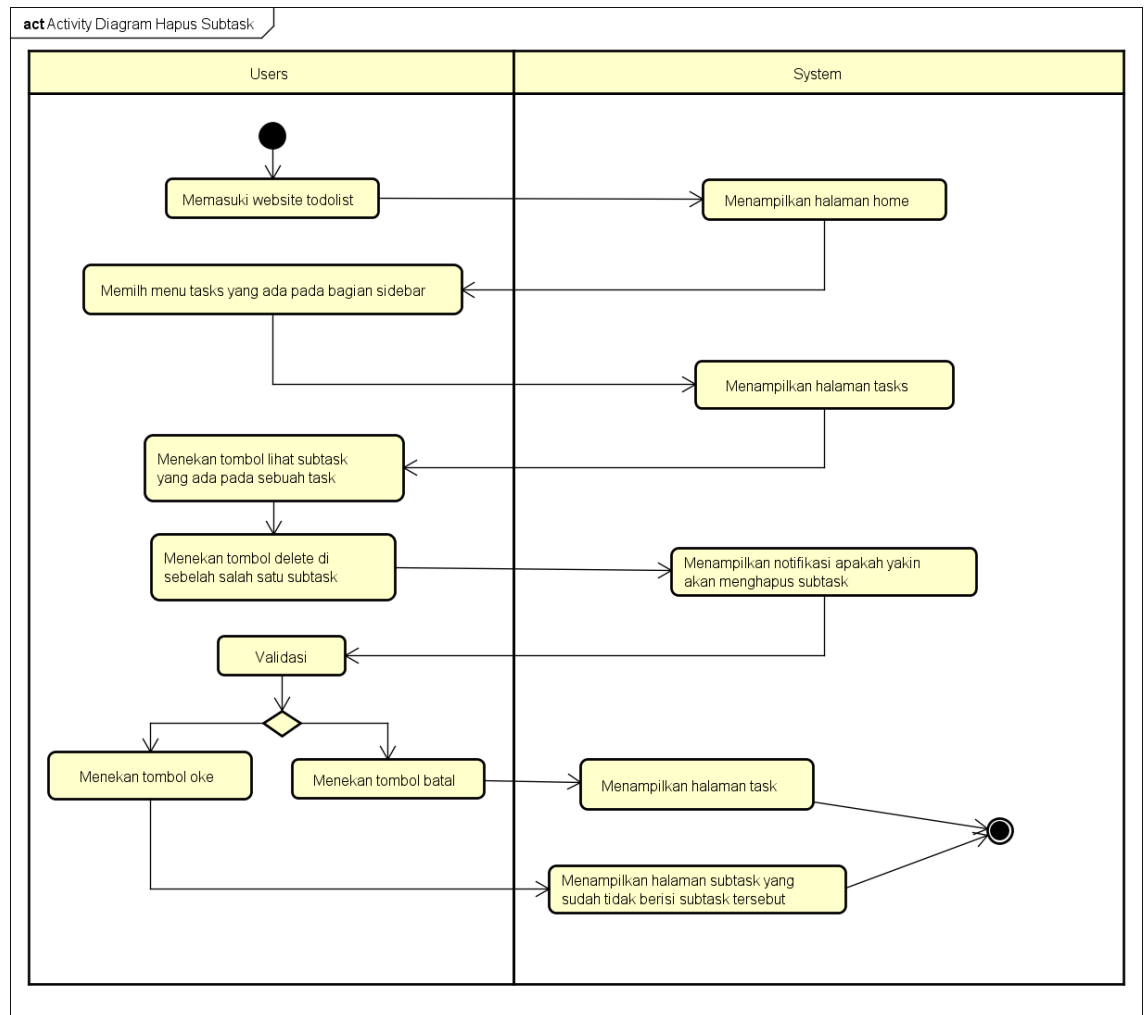 act Activity Diagram Hapus Subtask
Users
System
Memasuki website todolist
Menampilkan halaman home
Memilh menu tasks yang ada pada bagian sidebar
Menampilkan halaman tasks
Menekan tombol lihat subtask
yang ada pada sebuah task
Menekan tombol delete di
sebelah salah satu subtask
Menampilkan notifikasi apakah yakin
akan menghapus subtask
Validasi
Menekan tombol oke
Menekan tombol batal
Menampilkan halaman task
Menampilkan halaman subtask yang
sudah tidak berisi subtask tersebut